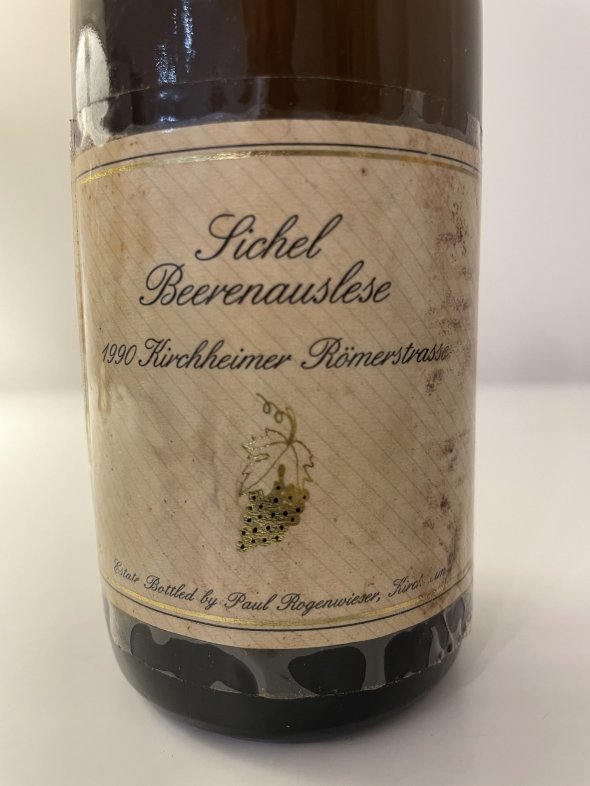 Sichel
Beerenauslese
1990 Kirchheimer Römerstrasse
Estate Bottled by Paul Rogenwieser,